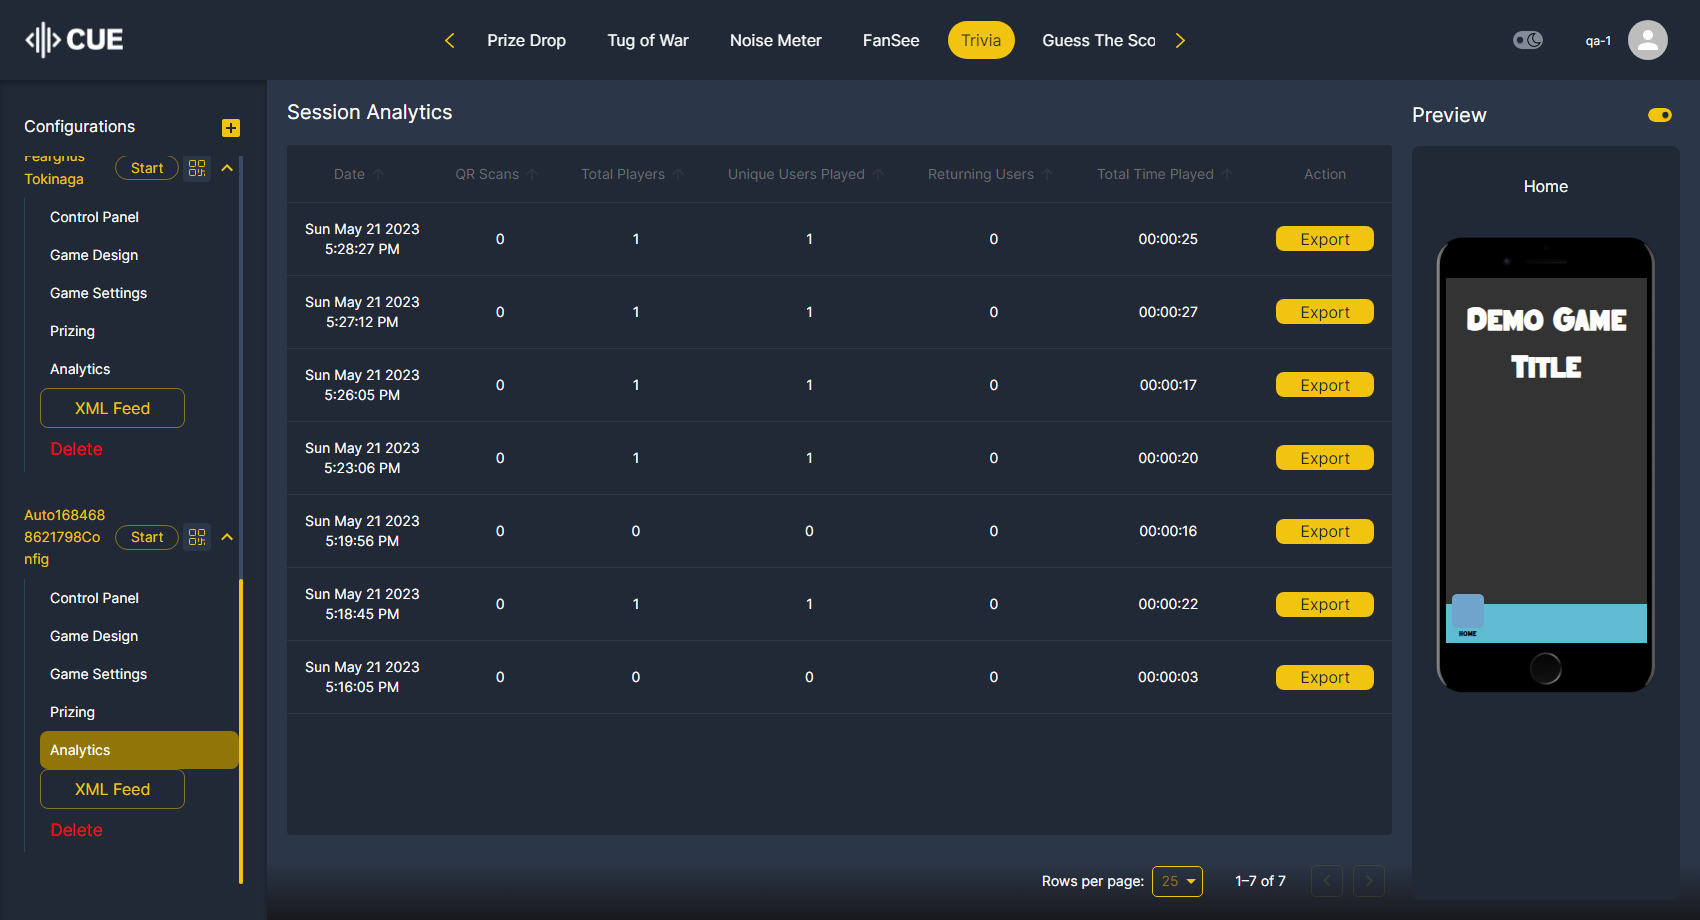 CUE
Prize Drop
Tug of War
Noise Meter
FanSee
Trivia
Guess The Sco
qa-1
Configurations
Fearghus
Tokinaga
Start
Control Panel
Game Design
Game Settings
Prizing
Analytics
XML Feed
Delete
Auto168468
8621798Co
nfig
Start
Control Panel
Game Design
Game Settings
Prizing
Analytics
XML Feed
Delete
Session Analytics
Date QR Scans Total Players Unique Users Played Returning Users Total Time Played Action
Sun May 21 2023
5:28:27 PM 0 1 1 0 00:00:25 Export
Sun May 21 2023
5:27:12 PM 0 1 1 0 00:00:27 Export
Sun May 21 2023
5:26:05 PM 0 1 1 0 00:00:17 Export
Sun May 21 2023
5:23:06 PM 0 1 1 0 00:00:20 Export
Sun May 21 2023
5:19:56 PM 0 0 0 0 00:00:16 Export
Sun May 21 2023
5:18:45 PM 0 1 1 0 00:00:22 Export
Sun May 21 2023
5:16:05 PM 0 0 0 0 00:00:03 Export
Rows per page: 25 1–7 of 7
Preview
Home
Demo Game
Title
HOME